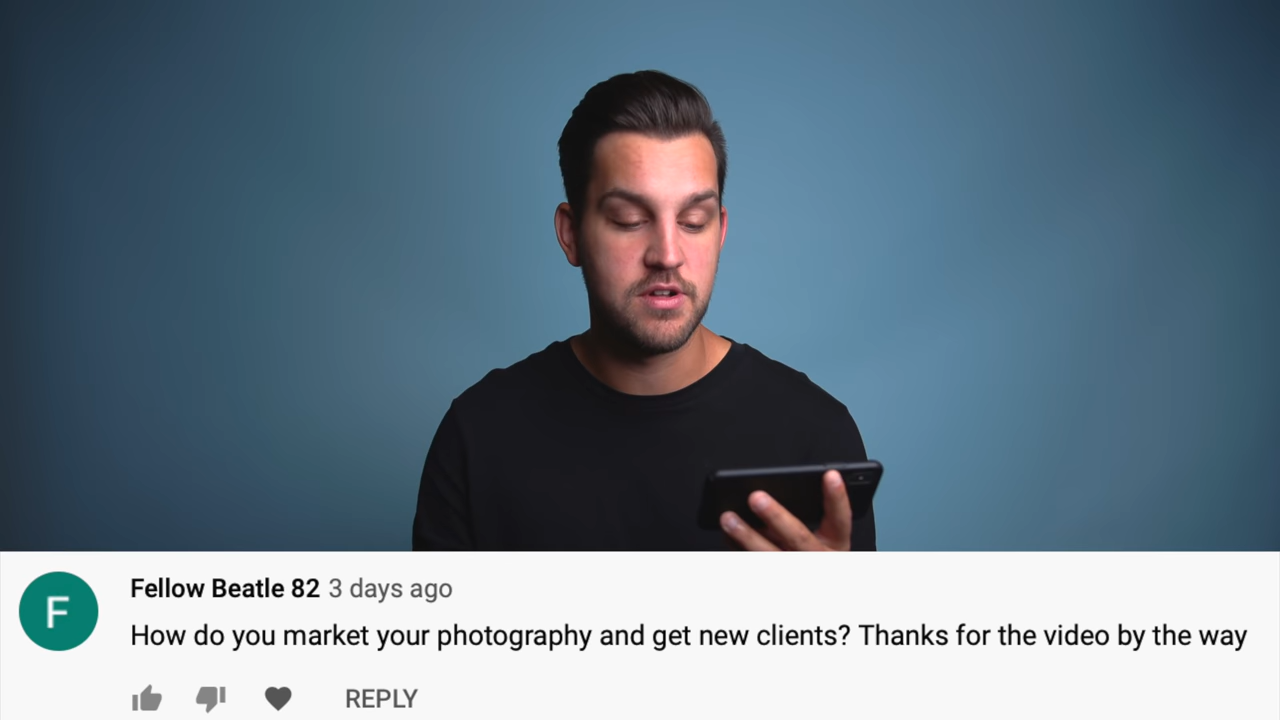 F
Fellow Beatle 82 3 days ago
How do you market your photography and get new clients? Thanks for the video by the way
REPLY